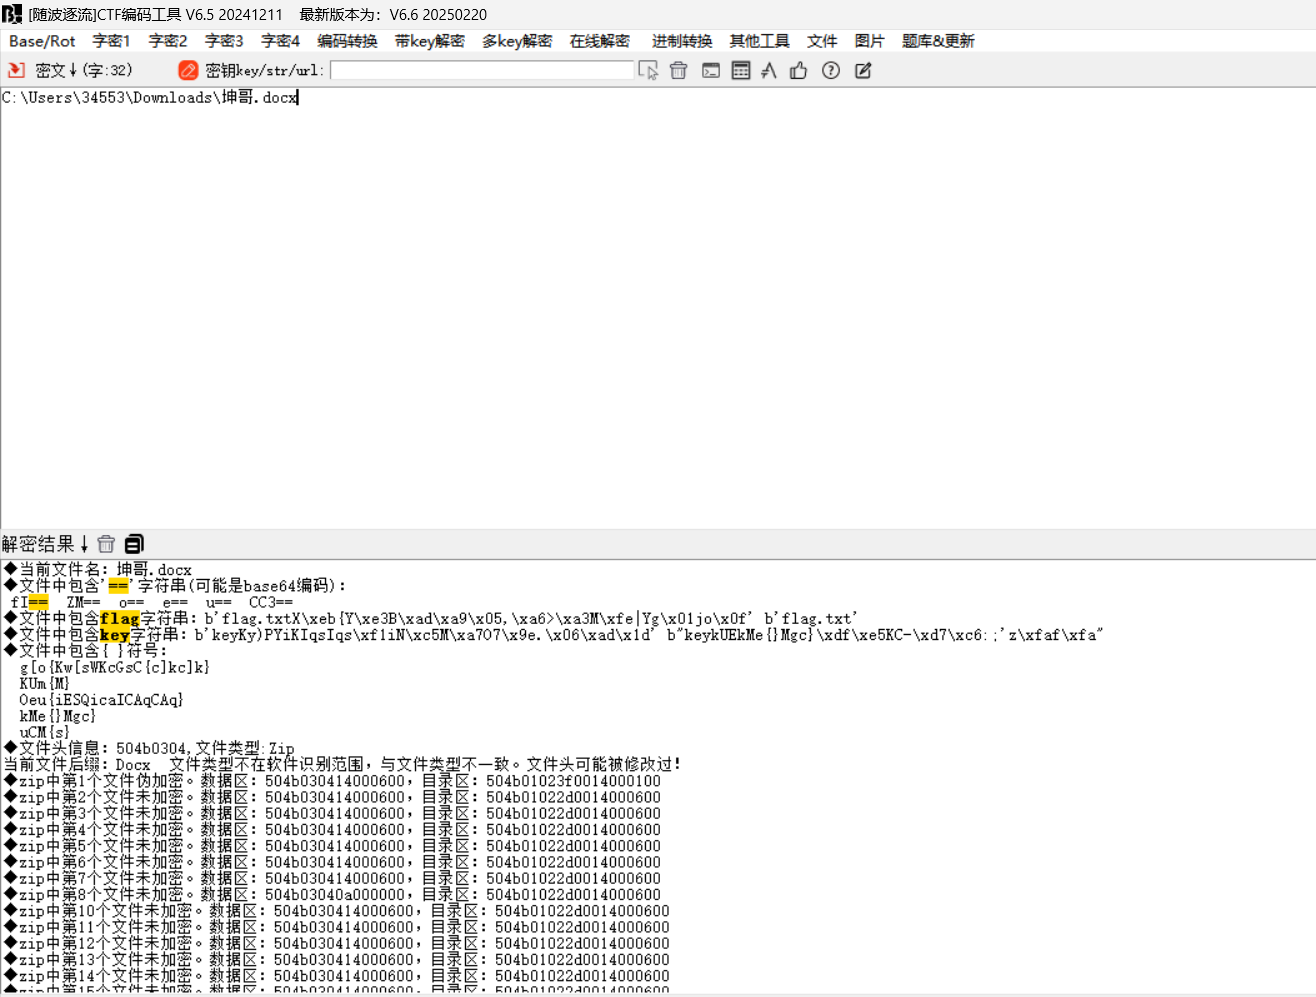 [随波逐流]CTF编码工具 V6.5 20241211 最新版本为：V6.6 20250220
Base/Rot 字密1 字密2 字密3 字密4 编码转换 带key解密 多key解密 在线解密 进制转换 其他工具 文件 图片 题库&更新
密文↓(字:32) 密钥key/str/url:
C:\Users\34553\Downloads\坤哥.docx
解密结果↓
◆当前文件名：坤哥.docx
◆文件中包含'=='字符串(可能是base64编码)：
fI== ZM== o== e== u== CC3==
◆文件中包含flag字符串：b'flag.txtX\xeb{Y\xe3B\xad\xa9\x05,\xa6>\xa3M\xfe|Yg\x01jo\x0f' b'flag.txt'
◆文件中包含key字符串：b'keyKy)PYiKIqsIqs\xf1iN\xc5M\xa7O7\x9e.\x06\xad\x1d' b"keykUEkMe{}Mgc}\xdf\xe5KC-\xd7\xc6:;'z\xfaf\xfa"
◆文件中包含{ }符号：
g[o{Kw[sWKcGsC{c]kc]k}
KUm{M}
Oeu{iESQicaICAqCAq}
kMe{}Mgc}
uCM{s}
◆文件头信息：504b0304,文件类型:Zip
当前文件后缀：Docx 文件类型不在软件识别范围，与文件类型不一致。文件头可能被修改过！
◆zip中第1个文件伪加密。数据区：504b030414000600，目录区：504b01023f0014000100
◆zip中第2个文件未加密。数据区：504b030414000600，目录区：504b01022d0014000600
◆zip中第3个文件未加密。数据区：504b030414000600，目录区：504b01022d0014000600
◆zip中第4个文件未加密。数据区：504b030414000600，目录区：504b01022d0014000600
◆zip中第5个文件未加密。数据区：504b030414000600，目录区：504b01022d0014000600
◆zip中第6个文件未加密。数据区：504b030414000600，目录区：504b01022d0014000600
◆zip中第7个文件未加密。数据区：504b030414000600，目录区：504b01022d0014000600
◆zip中第8个文件未加密。数据区：504b03040a000000，目录区：504b01022d0014000600
◆zip中第10个文件未加密。数据区：504b030414000600，目录区：504b01022d0014000600
◆zip中第11个文件未加密。数据区：504b030414000600，目录区：504b01022d0014000600
◆zip中第12个文件未加密。数据区：504b030414000600，目录区：504b01022d0014000600
◆zip中第13个文件未加密。数据区：504b030414000600，目录区：504b01022d0014000600
◆zip中第14个文件未加密。数据区：504b030414000600，目录区：504b01022d0014000600
◆zip中第15个文件未加密。数据区：504b030414000600，目录区：504b01022d0014000600